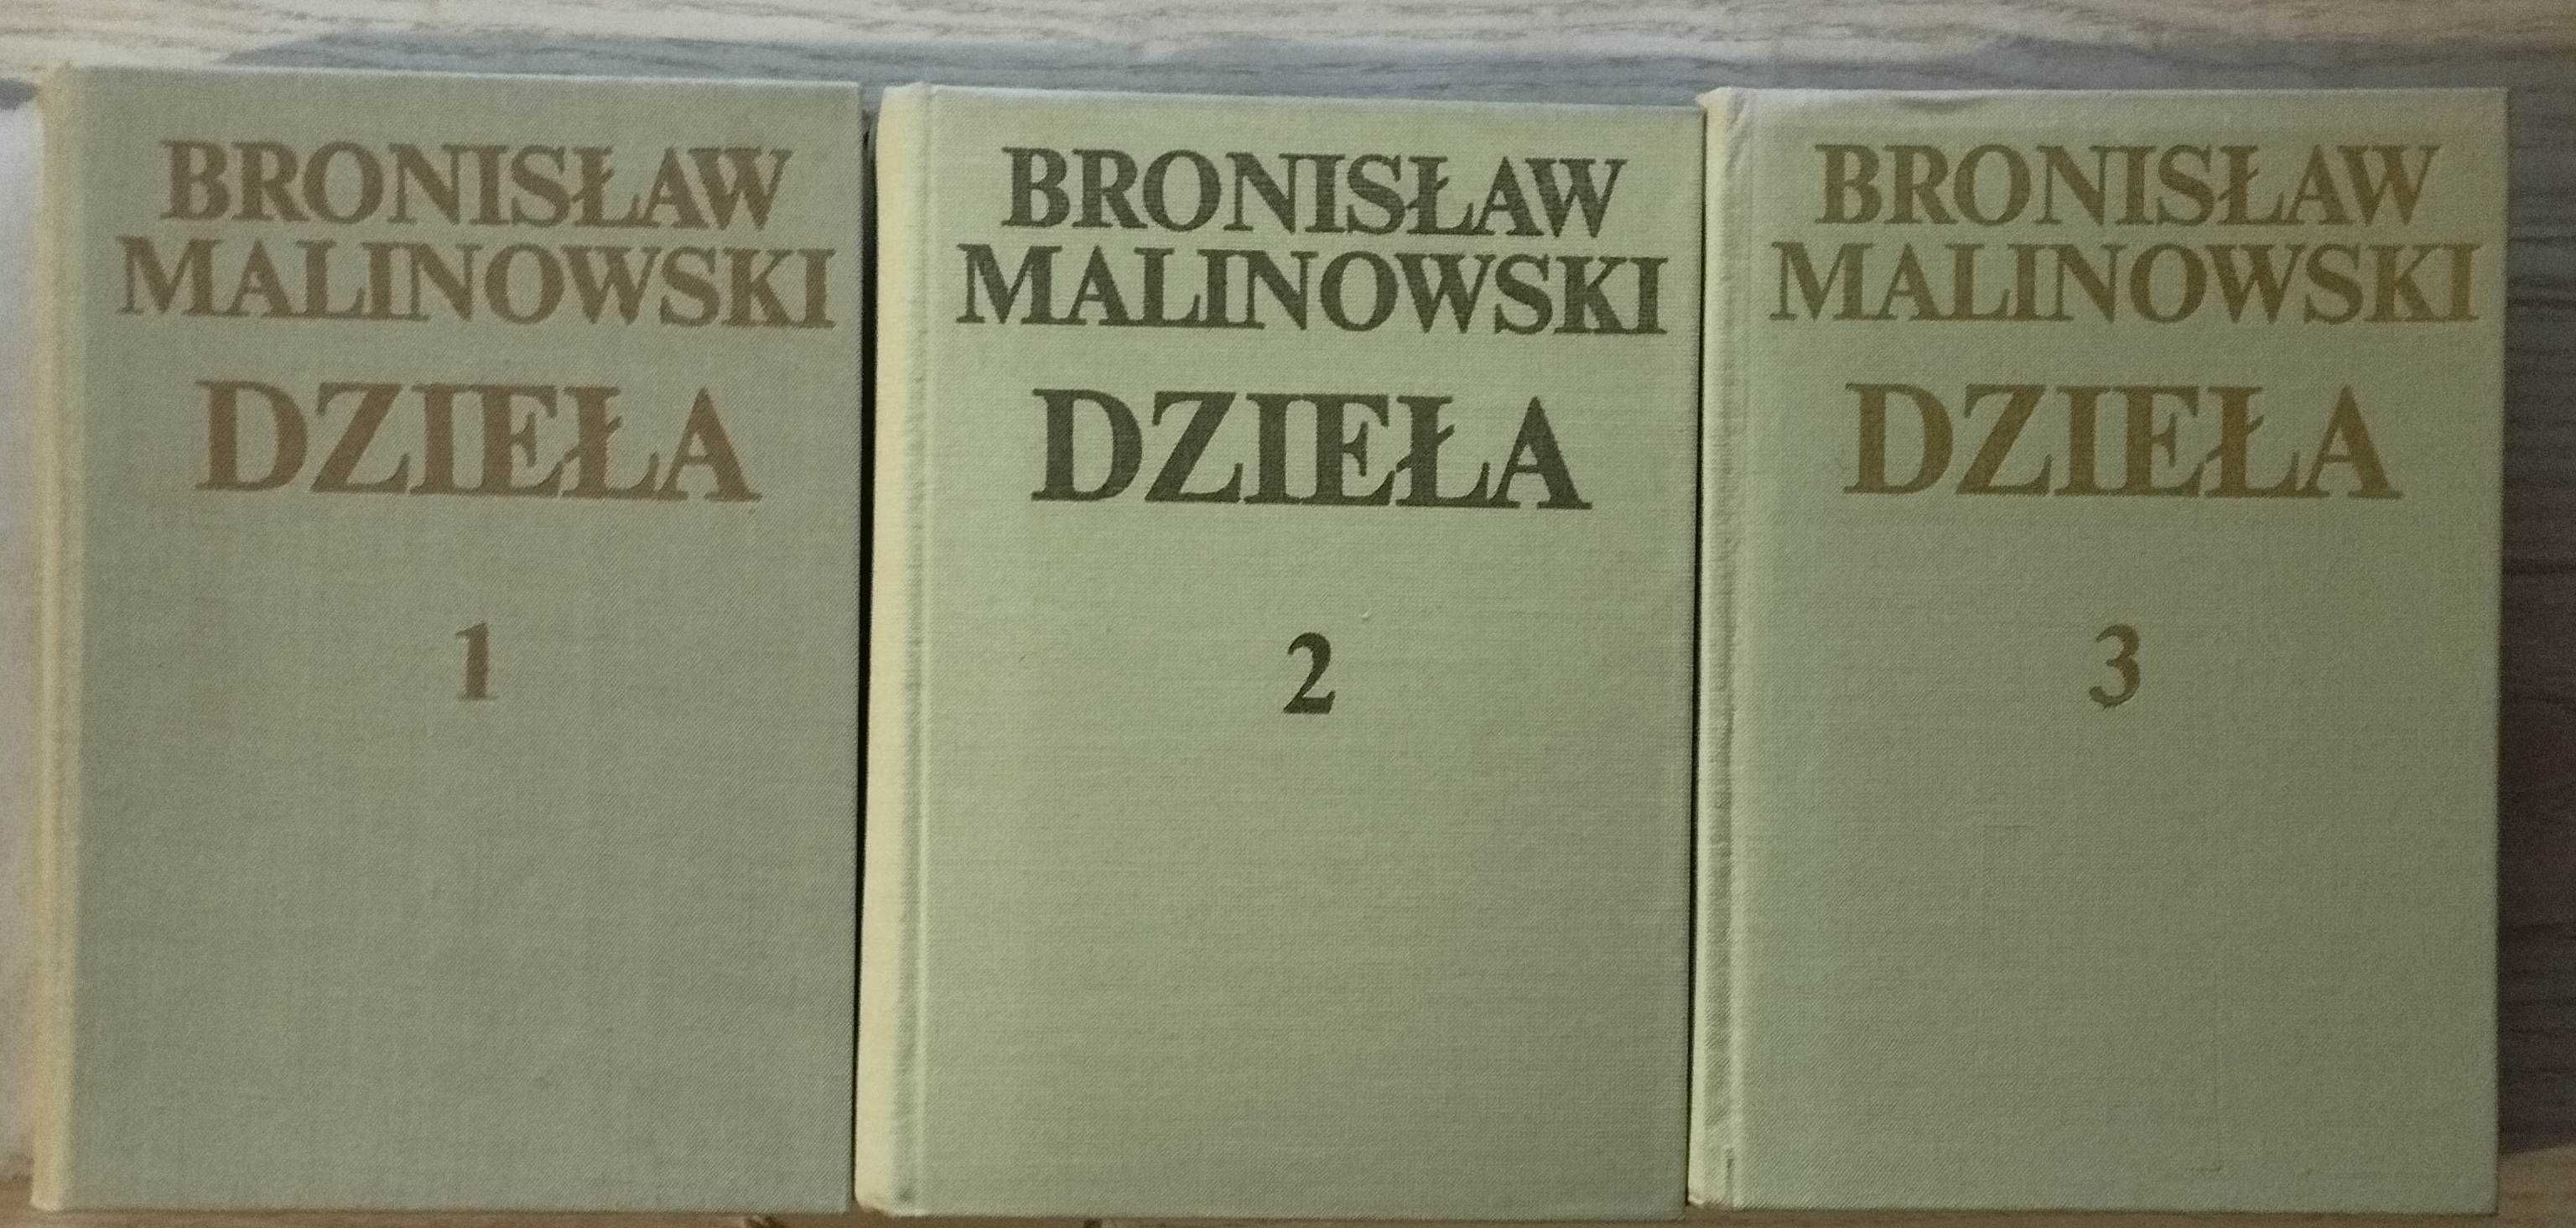 BRONISŁAW
MALINOWSKI
DZIEŁA
1
BRONISŁAW
MALINOWSKI
DZIEŁA
2
BRONISŁAW
MALINOWSKI
DZIEŁA
3